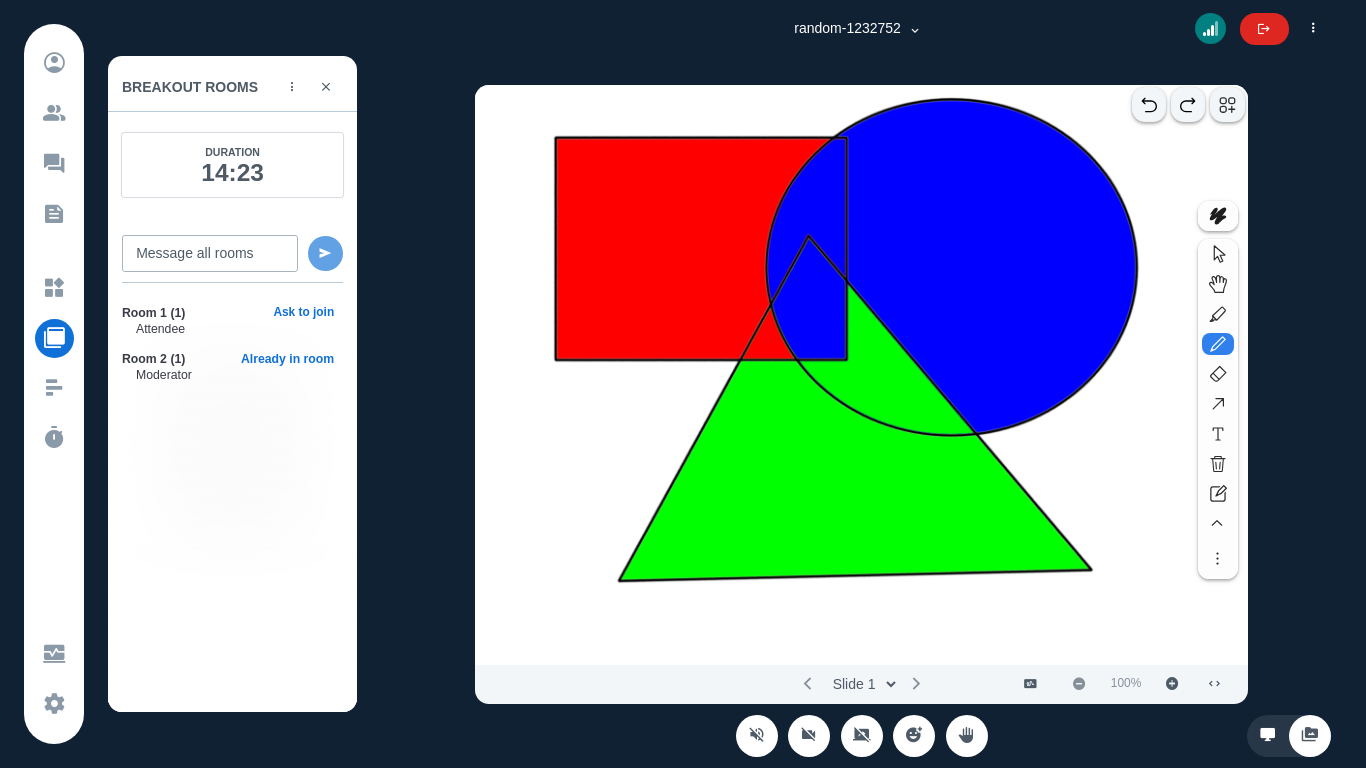 random-1232752
BREAKOUT ROOMS
DURATION
14:23
Message all rooms
Room 1 (1)
Ask to join
Attendee
Room 2 (1)
Already in room
Moderator
Slide 1
100%